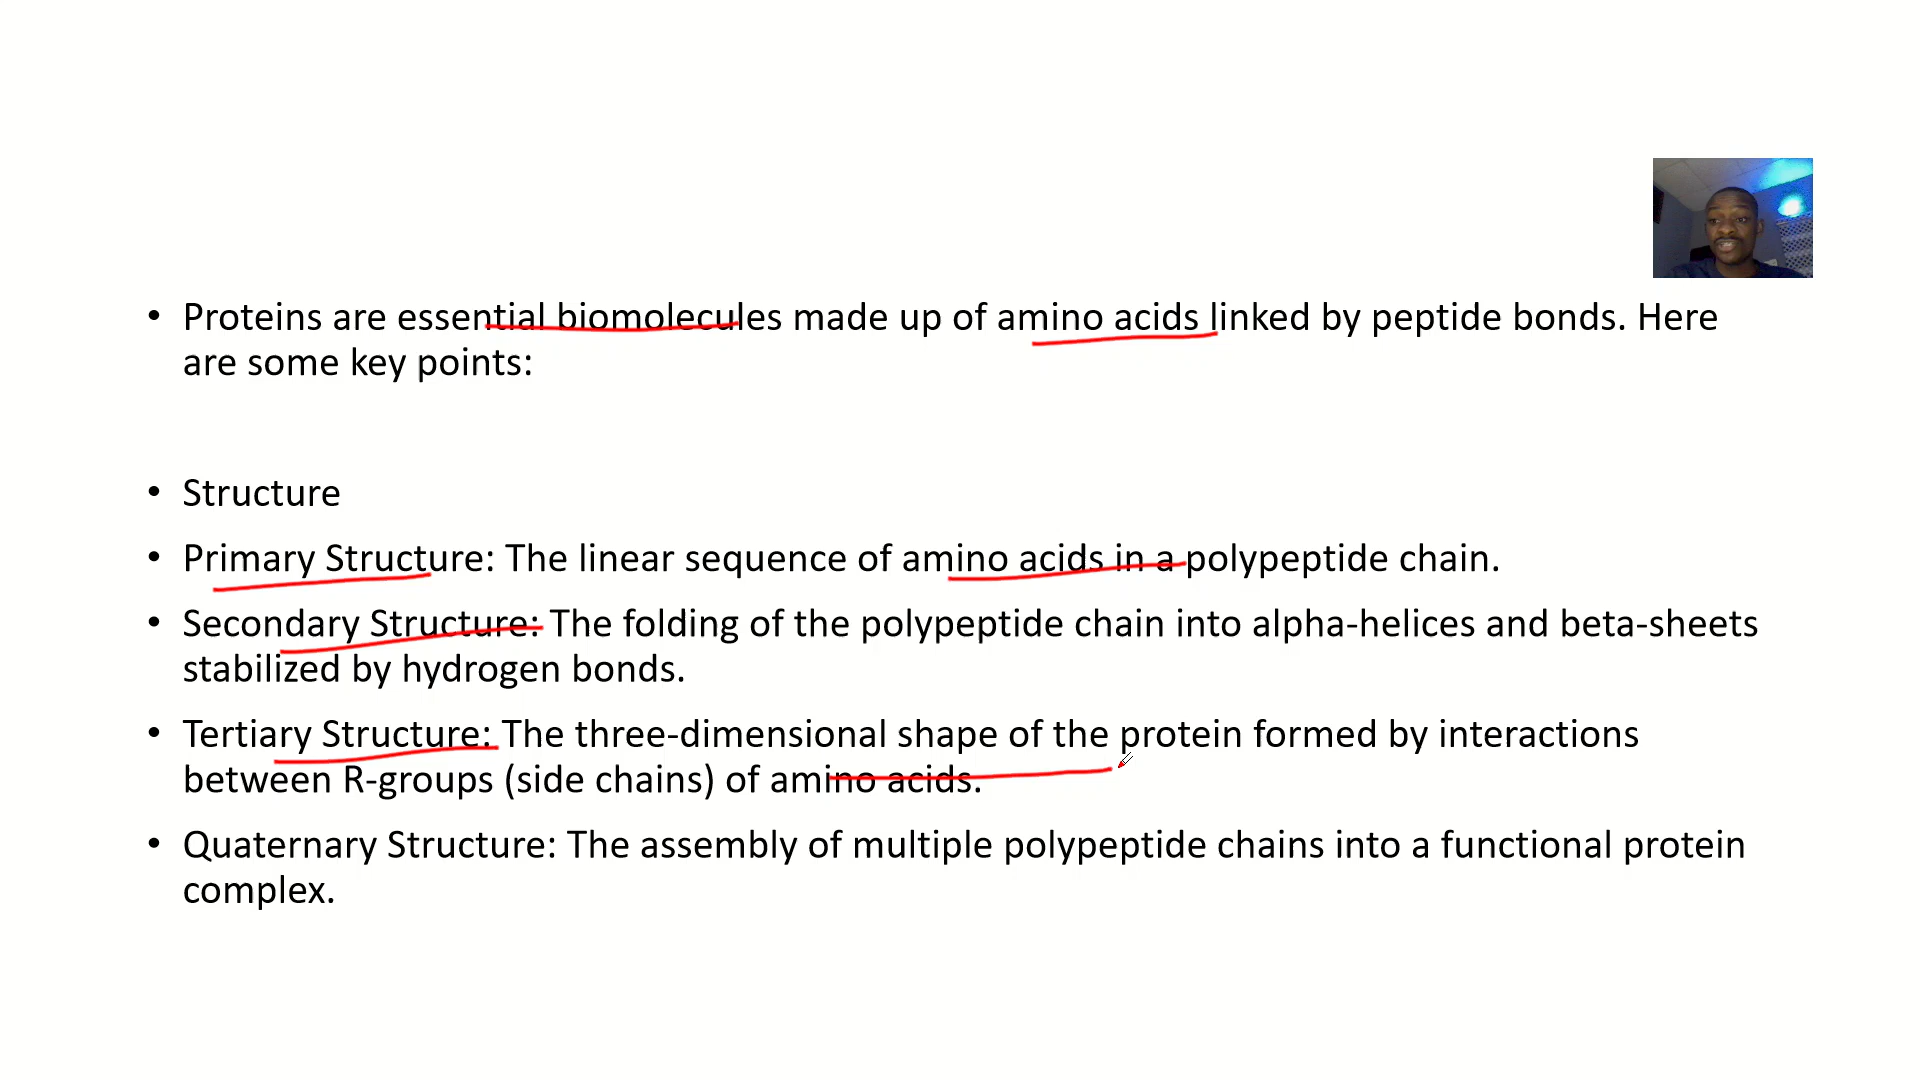 • Proteins are essential biomolecules made up of amino acids linked by peptide bonds. Here
are some key points:
• Structure
• Primary Structure: The linear sequence of amino acids in a polypeptide chain.
• Secondary Structure: The folding of the polypeptide chain into alpha-helices and beta-sheets
stabilized by hydrogen bonds.
• Tertiary Structure: The three-dimensional shape of the protein formed by interactions
between R-groups (side chains) of amino acids.
• Quaternary Structure: The assembly of multiple polypeptide chains into a functional protein
complex.